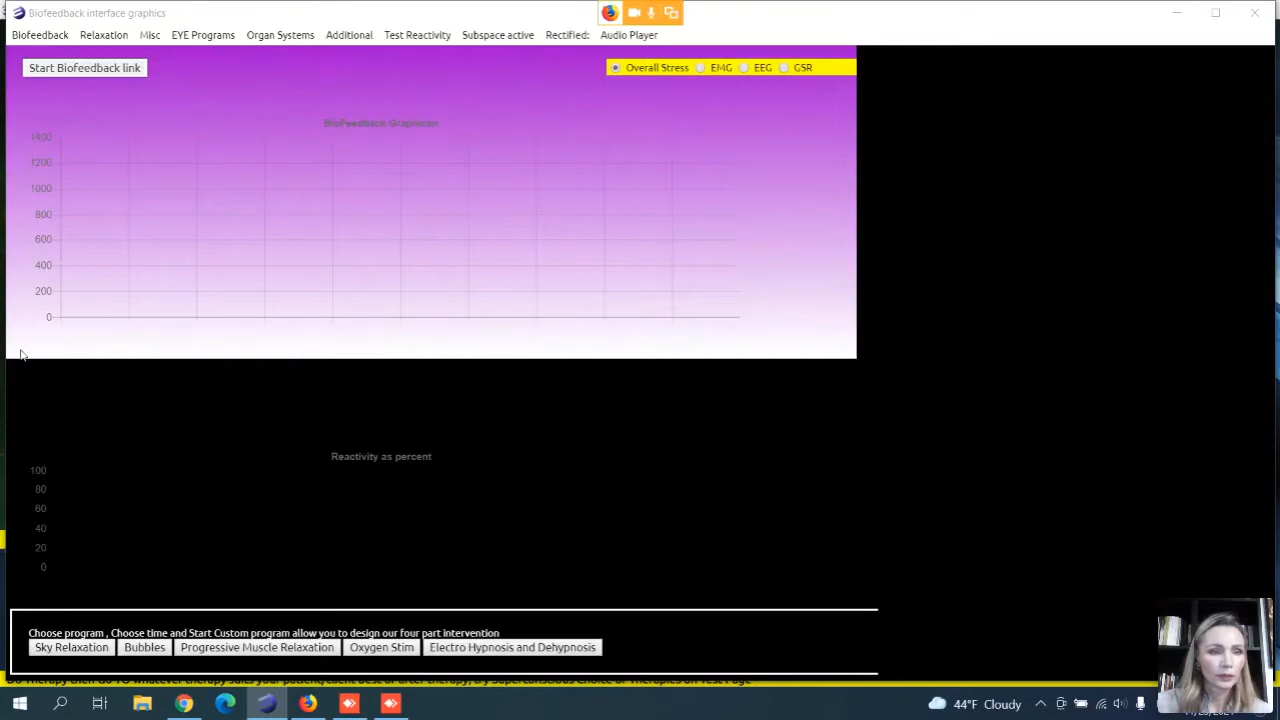 Biofeedback interface graphics
Biofeedback Relaxation Misc EYE Programs Organ Systems Additional Test Reactivity Subspace active Rectified: Audio Player
Start Biofeedback link
Overall Stress EMG EEG GSR
BioFeedback Graphicon
1400
1200
1000
800
600
400
200
0
Reactivity as percent
100
80
60
40
20
0
Choose program , Choose time and Start Custom program allow you to design our four part intervention
Sky Relaxation Bubbles Progressive Muscle Relaxation Oxygen Stim Electro Hypnosis and Dehypnosis
44°F Cloudy